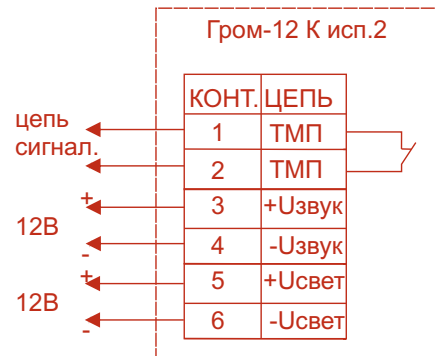 Гром-12 К исп.2
КОНТ. ЦЕПЬ
цепь сигнал.
1 ТМП
2 ТМП
+ 3 +Uзвук
12В
- 4 -Uзвук
+ 5 +Uсвет
12В
- 6 -Uсвет